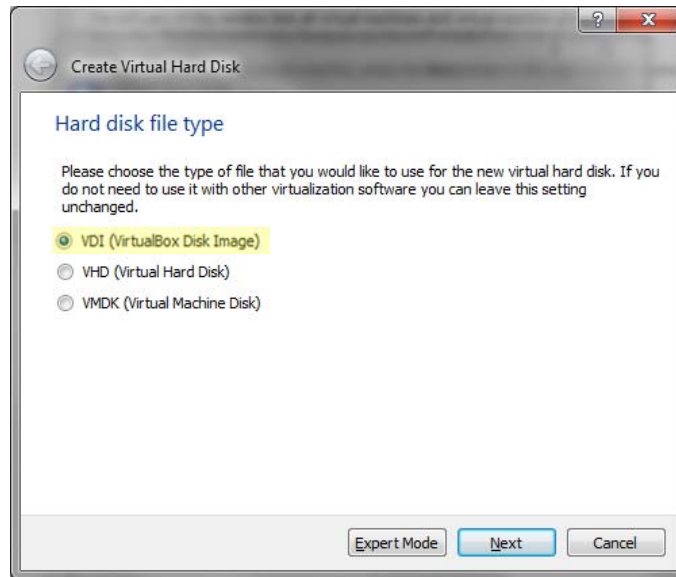 ?
X
Create Virtual Hard Disk
Hard disk file type
Please choose the type of file that you would like to use for the new virtual hard disk. If you
do not need to use it with other virtualization software you can leave this setting
unchanged.
VDI (VirtualBox Disk Image)
VHD (Virtual Hard Disk)
VMDK (Virtual Machine Disk)
Expert Mode
Next
Cancel